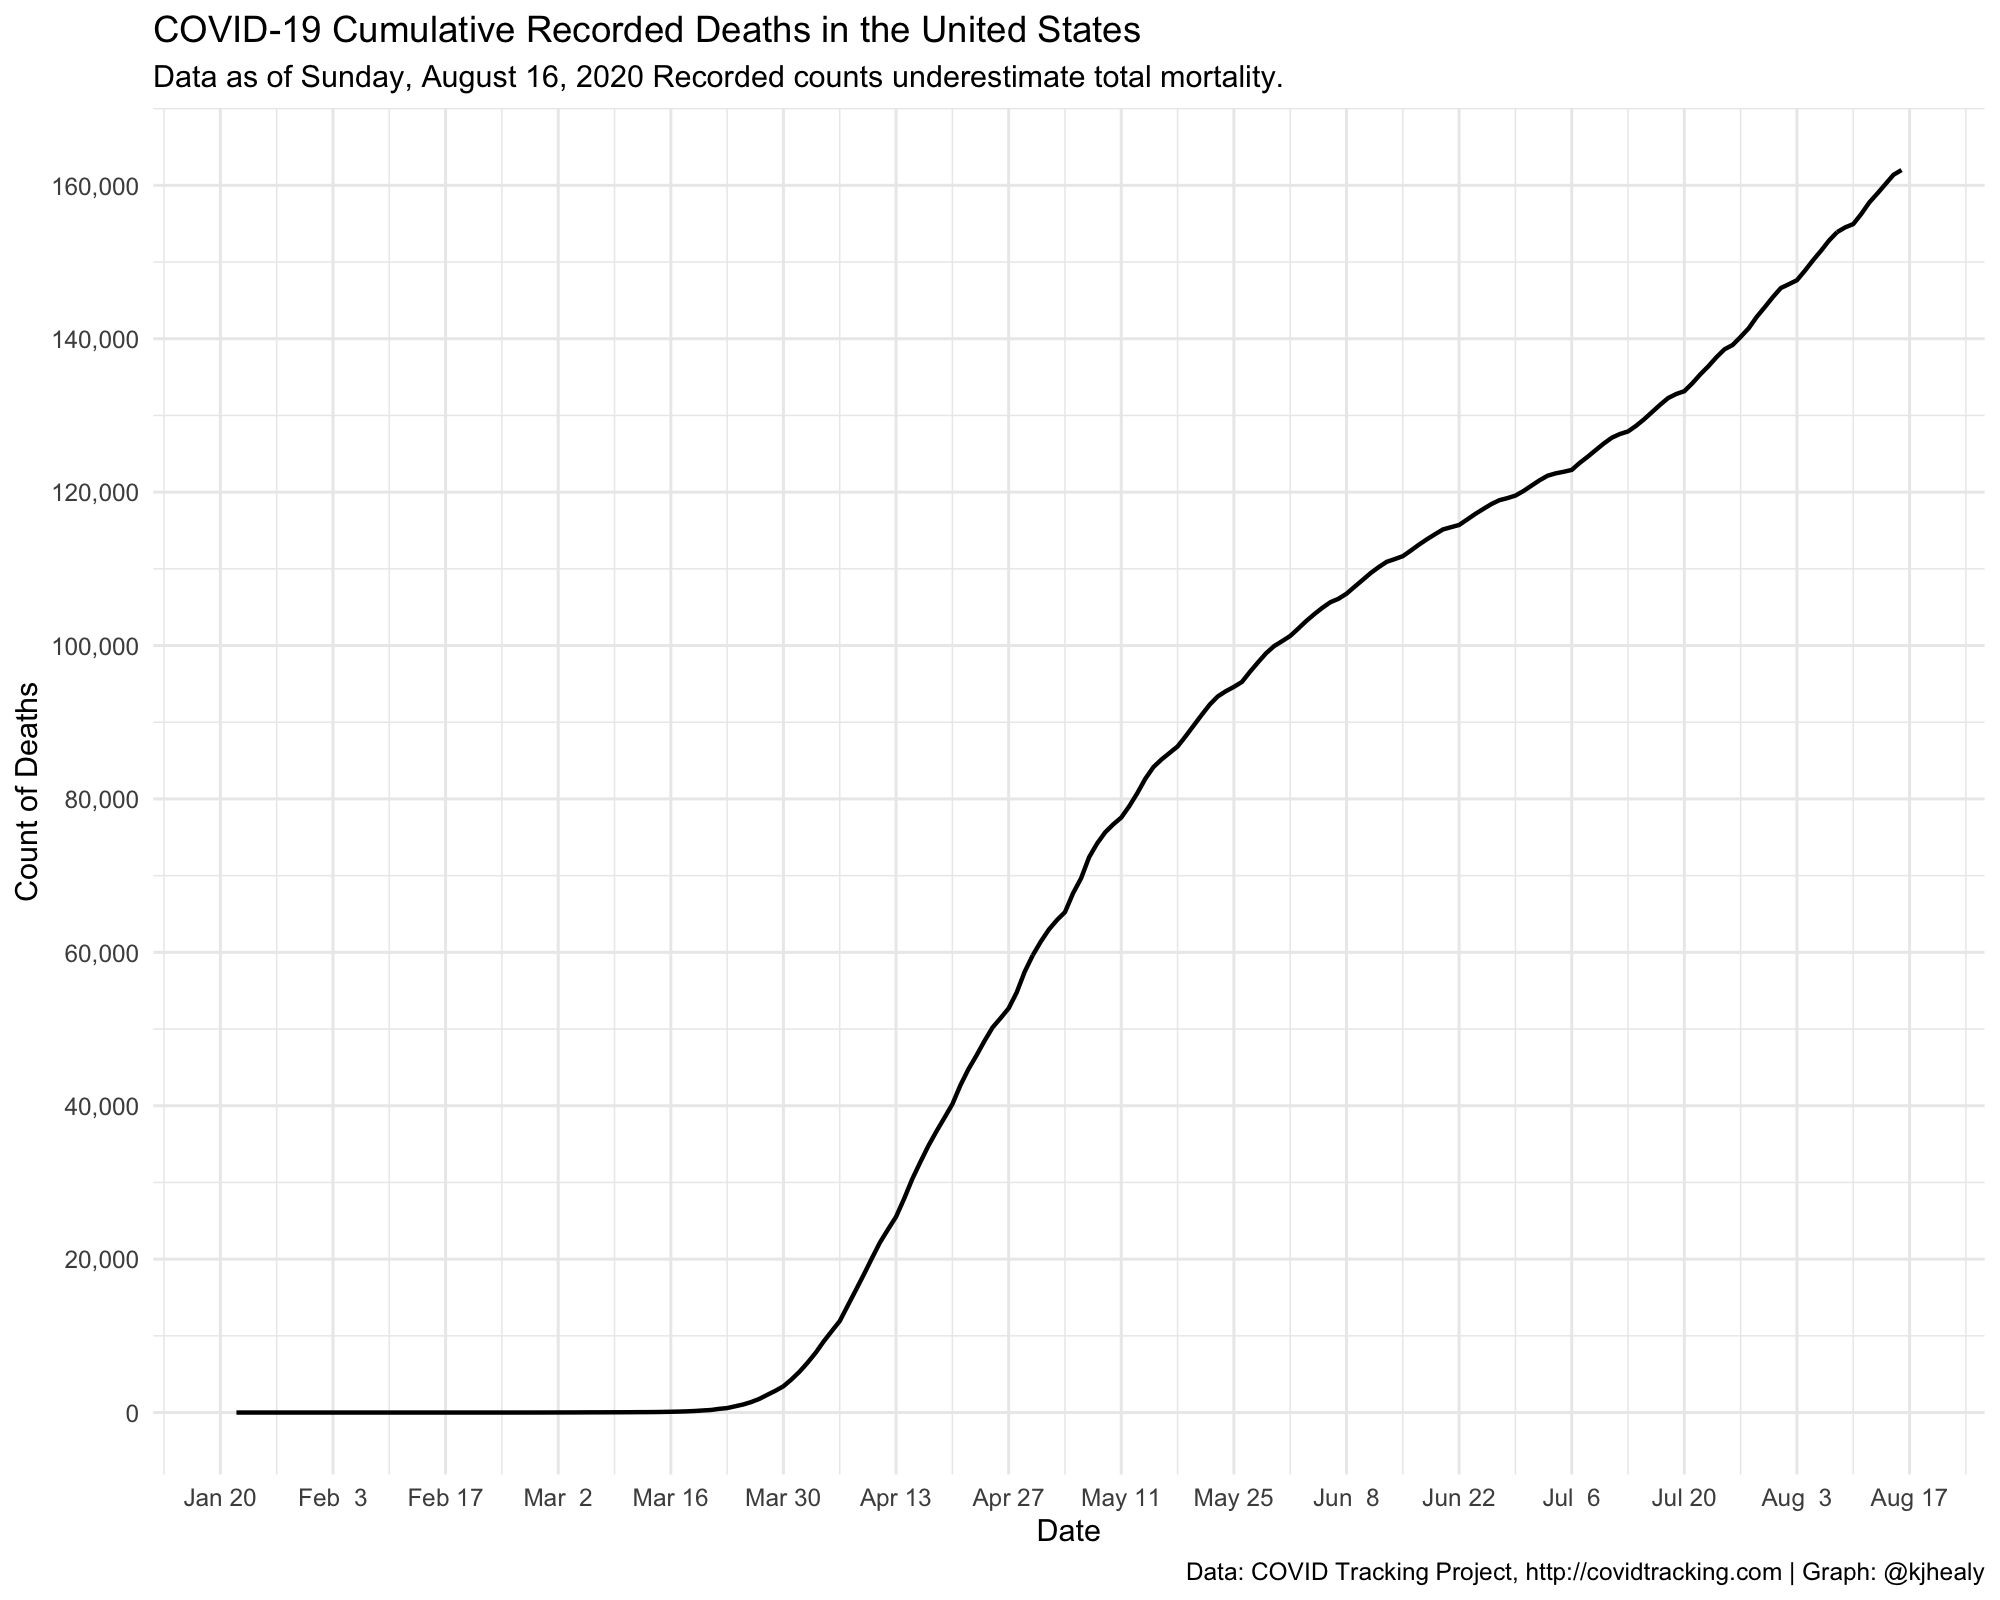 COVID-19 Cumulative Recorded Deaths in the United States
Data as of Sunday, August 16, 2020 Recorded counts underestimate total mortality.
Count of Deaths
160,000
140,000
120,000
100,000
80,000
60,000
40,000
20,000
0
Jan 20 Feb  3 Feb 17 Mar  2 Mar 16 Mar 30 Apr 13 Apr 27 May 11 May 25 Jun  8 Jun 22 Jul  6 Jul 20 Aug  3 Aug 17
Date
Data: COVID Tracking Project, http://covidtracking.com | Graph: @kjhealy